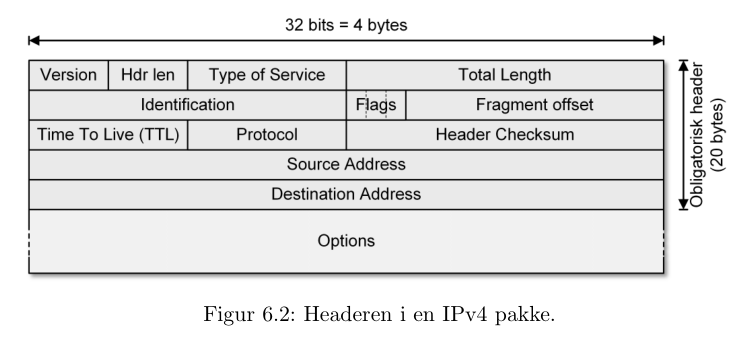 32 bits = 4 bytes
Version Hdr len Type of Service Total Length
Identification Flags Fragment offset
Time To Live (TTL) Protocol Header Checksum
Source Address
Destination Address
Options
Obligatorisk header
(20 bytes)
Figur 6.2: Headeren i en IPv4 pakke.